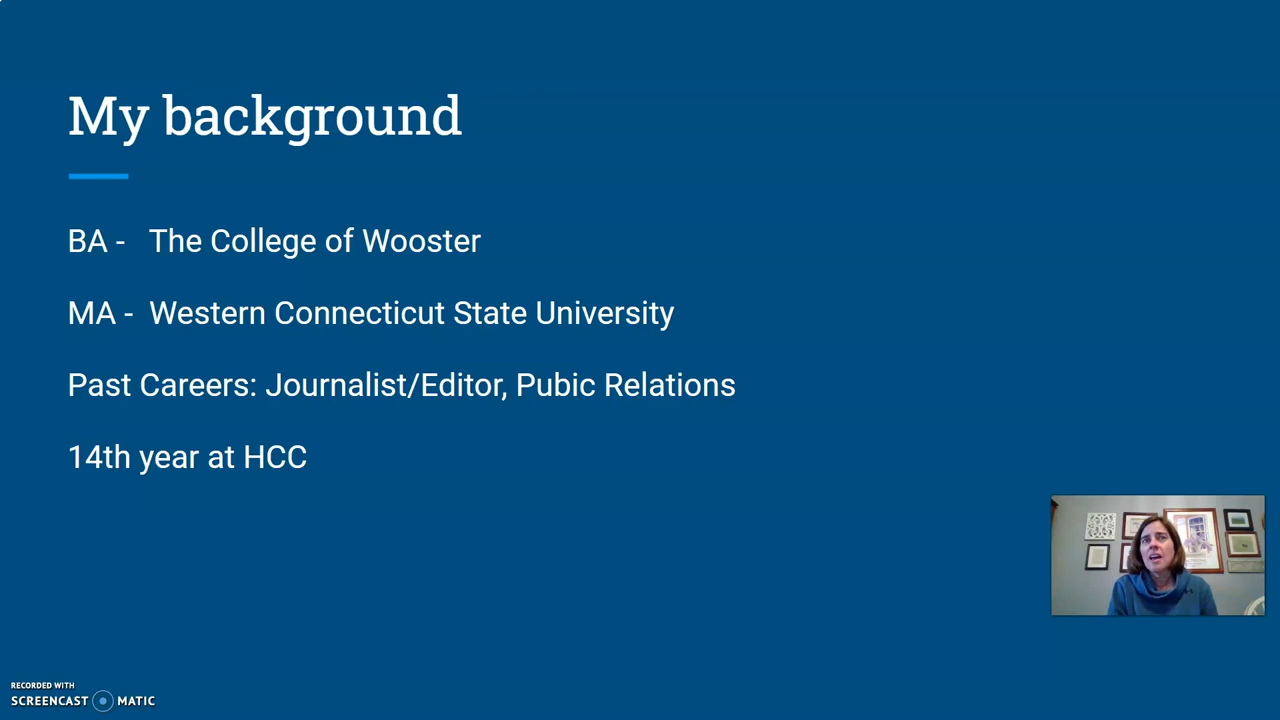 My background
BA - The College of Wooster
MA - Western Connecticut State University
Past Careers: Journalist/Editor, Pubic Relations
14th year at HCC
RECORDED WITH
SCREENCAST MATIC